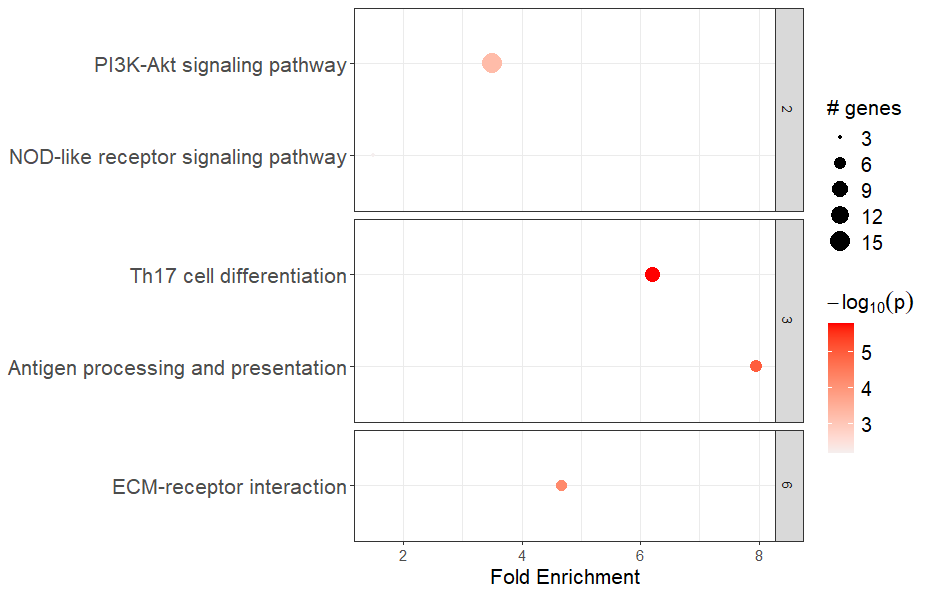 PI3K-Akt signaling pathway
NOD-like receptor signaling pathway
2
Th17 cell differentiation
Antigen processing and presentation
3
ECM-receptor interaction
6
2 4 6 8
Fold Enrichment
# genes
3
6
9
12
15
−log10(p)
5
4
3